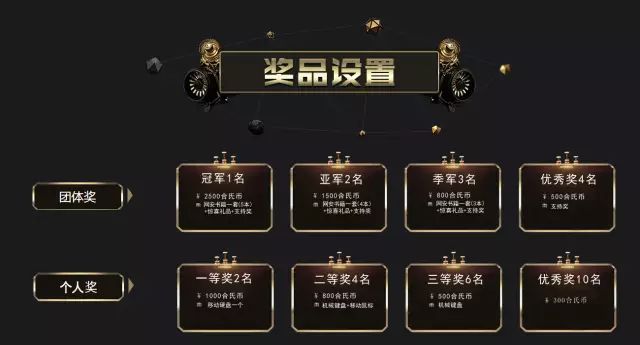 奖品设置
团体奖
冠军1名
¥ 2500合氏币
m 网安书籍一套(5本)
+惊喜礼品+支持奖
亚军2名
¥ 1500合氏币
m 网安书籍一套(4本)
+惊喜礼品+支持奖
季军3名
¥ 800合氏币
m 网安书籍一套(3本)
+惊喜礼品+支持奖
优秀奖4名
¥ 500合氏币
m 支持奖
个人奖
一等奖2名
¥ 1000合氏币
m 移动硬盘一个
二等奖4名
¥ 800合氏币
m 机械键盘+移动鼠标
三等奖6名
¥ 500合氏币
m 机械键盘
优秀奖10名
¥ 300合氏币